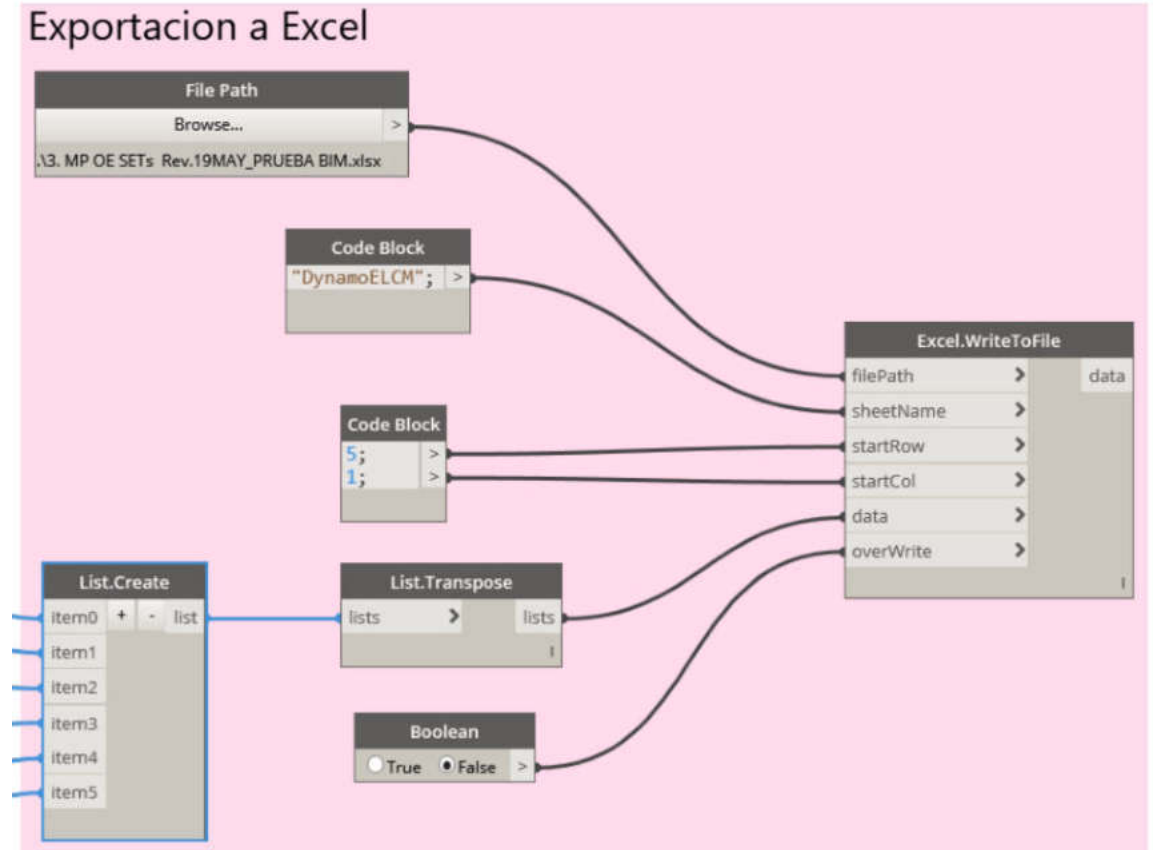 Exportacion a Excel
File Path
Browse... >
.\3. MP OE SETs Rev.19MAY_PRUEBA BIM.xlsx
Code Block
"DynamoELCM"; >
Excel.WriteToFile
filePath > data
sheetName >
startRow >
startCol >
data >
overWrite >
l
Code Block
5; >
1; >
List.Create
item0 + - list
item1
item2
item3
item4
item5
List.Transpose
lists > lists
l
Boolean
True False >